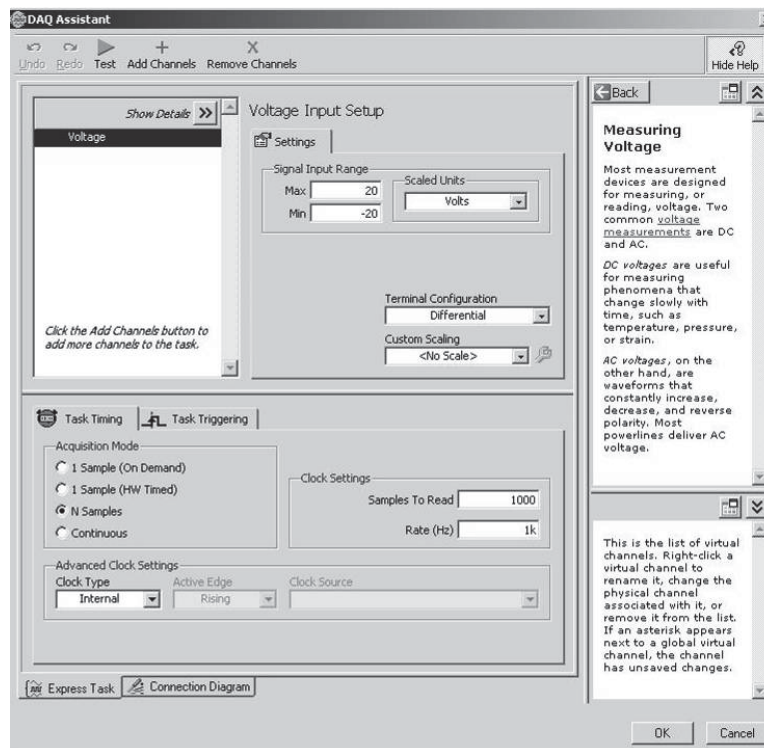 DAQ Assistant
Undo Redo Test Add Channels Remove Channels
Hide Help
Show Details
Voltage
Click the Add Channels button to
add more channels to the task.
Voltage Input Setup
Settings
Signal Input Range
Max 20
Min -20
Scaled Units
Volts
Terminal Configuration
Differential
Custom Scaling
<No Scale>
Task Timing Task Triggering
Acquisition Mode
1 Sample (On Demand)
1 Sample (HW Timed)
N Samples
Continuous
Clock Settings
Samples To Read 1000
Rate (Hz) 1k
Advanced Clock Settings
Clock Type Active Edge Clock Source
Internal Rising
Express Task Connection Diagram
Back
Measuring
Voltage
Most measurement
devices are designed
for measuring, or
reading, voltage. Two
common voltage
measurements are DC
and AC.
DC voltages are useful
for measuring
phenomena that
change slowly with
time, such as
temperature, pressure,
or strain.
AC voltages, on the
other hand, are
waveforms that
constantly increase,
decrease, and reverse
polarity. Most
powerlines deliver AC
voltage.
This is the list of virtual
channels. Right-click a
virtual channel to
rename it, change the
physical channel
associated with it, or
remove it from the list.
If an asterisk appears
next to a global virtual
channel, the channel
has unsaved changes.
OK Cancel